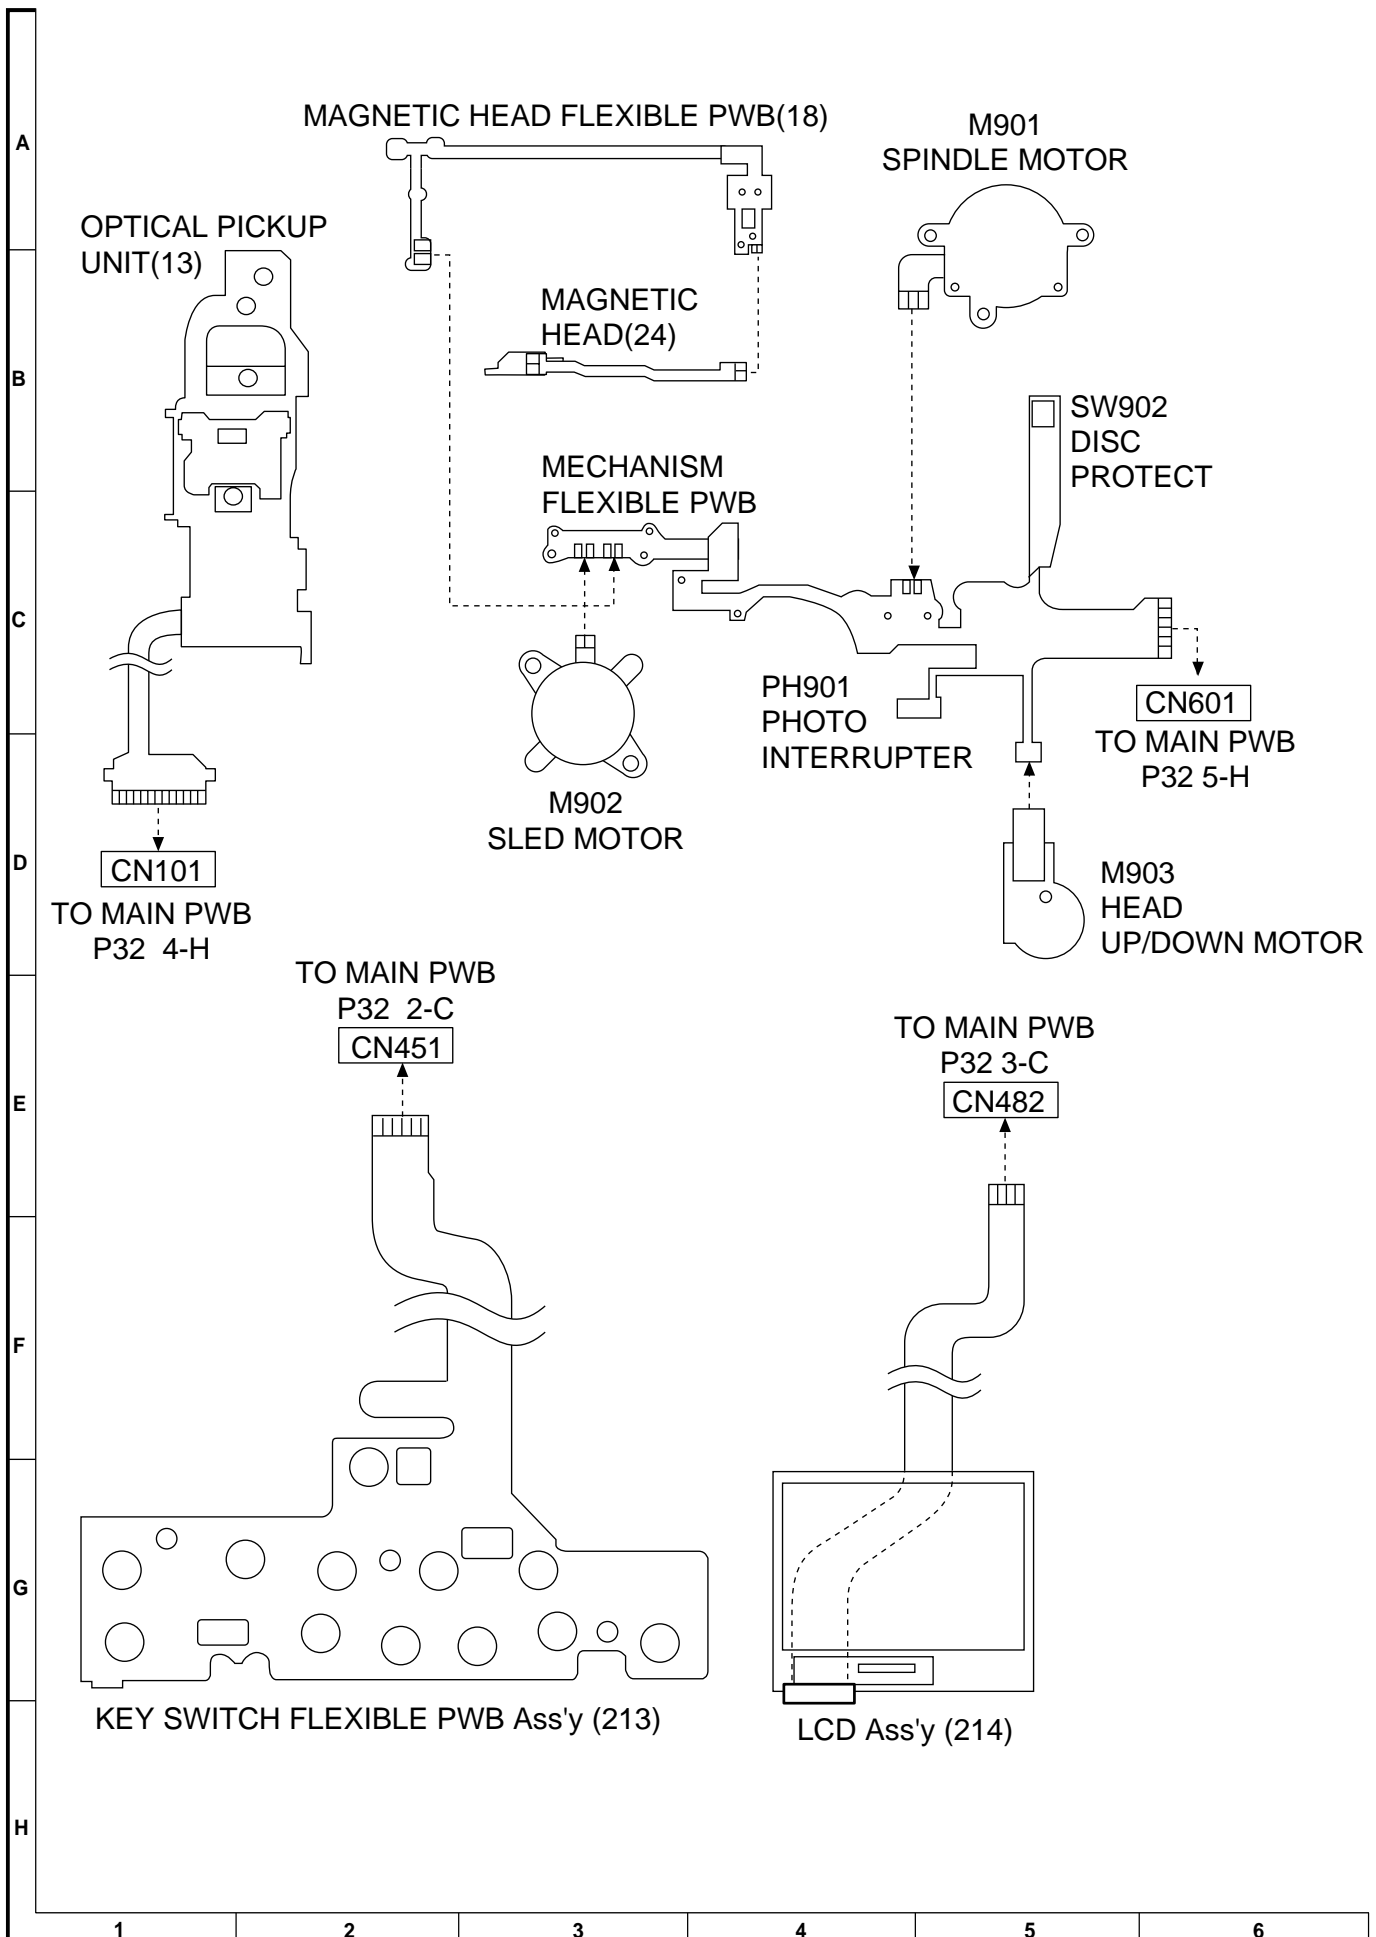 MAGNETIC HEAD FLEXIBLE PWB(18)
M901
SPINDLE MOTOR
A
OPTICAL PICKUP
UNIT(13)
MAGNETIC
HEAD(24)
B
SW902
DISC
PROTECT
MECHANISM
FLEXIBLE PWB
C
PH901
PHOTO
INTERRUPTER
CN601
TO MAIN PWB
P32 5-H
M902
SLED MOTOR
D
CN101
TO MAIN PWB
P32 4-H
M903
HEAD
UP/DOWN MOTOR
TO MAIN PWB
P32 2-C
CN451
TO MAIN PWB
P32 3-C
CN482
E
F
G
KEY SWITCH FLEXIBLE PWB Ass'y (213)
LCD Ass'y (214)
H
1 2 3 4 5 6